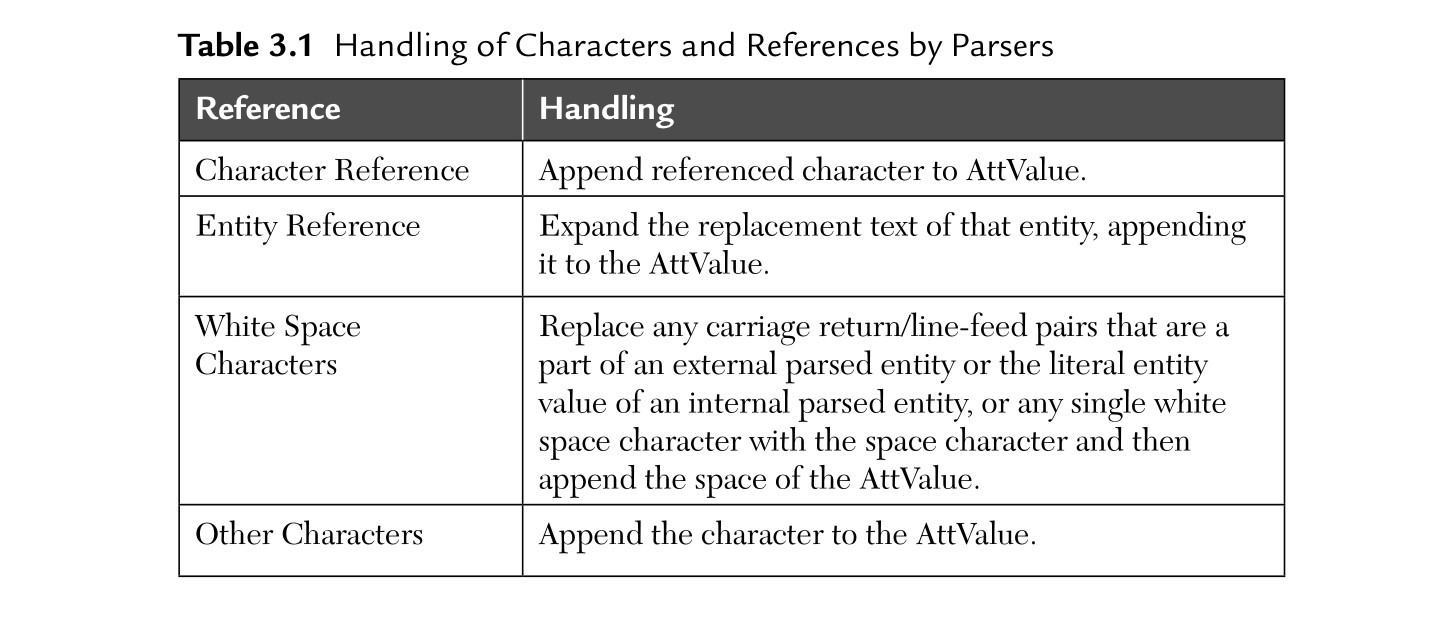 Table 3.1 Handling of Characters and References by Parsers
Reference Handling
Character Reference Append referenced character to AttValue.
Entity Reference Expand the replacement text of that entity, appending
it to the AttValue.
White Space Replace any carriage return/line-feed pairs that are a
Characters part of an external parsed entity or the literal entity
value of an internal parsed entity, or any single white
space character with the space character and then
append the space of the AttValue.
Other Characters Append the character to the AttValue.